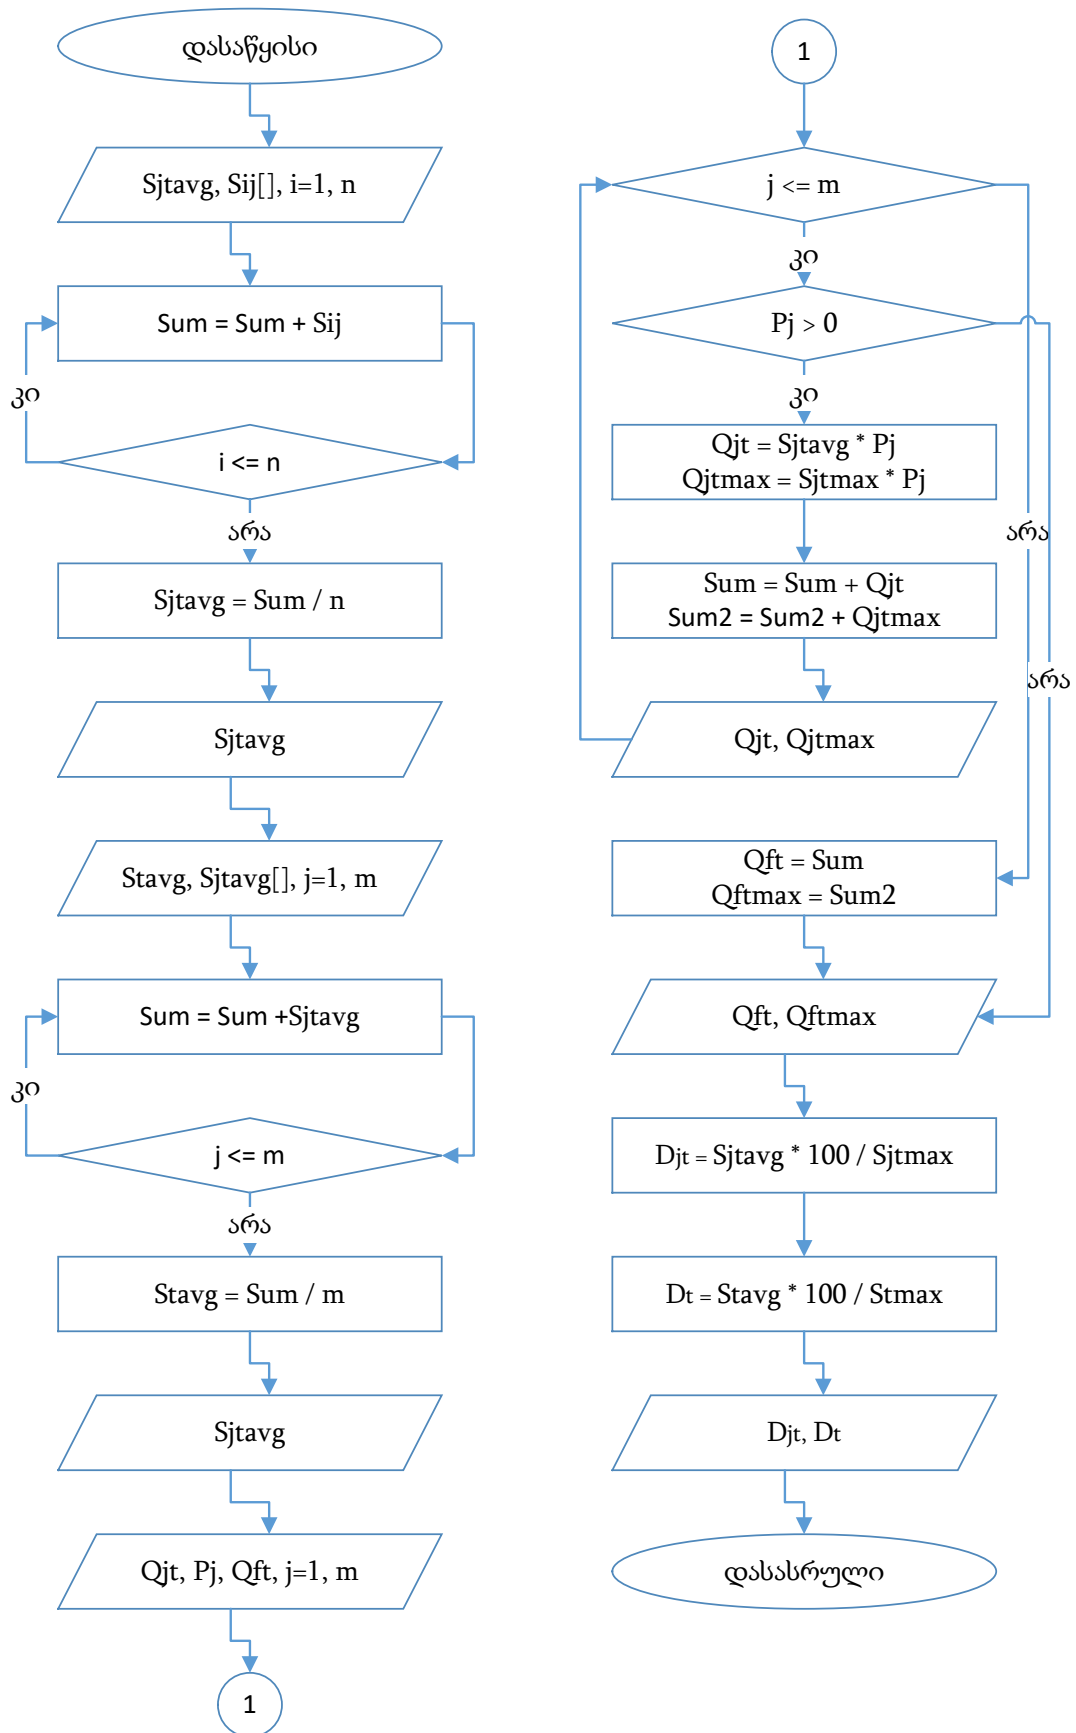 დასაწყისი
Sjtavg, Sij[], i=1, n
Sum = Sum + Sij
კი
i <= n
არა
Sjtavg = Sum / n
Sjtavg
Stavg, Sjtavg[], j=1, m
Sum = Sum +Sjtavg
კი
j <= m
არა
Stavg = Sum / m
Sjtavg
Qjt, Pj, Qft, j=1, m
1
1
j <= m
კი
Pj > 0
კი
Qjt = Sjtavg * Pj
Qjtmax = Sjtmax * Pj
არა
Sum = Sum + Qjt
Sum2 = Sum2 + Qjtmax
არა
Qjt, Qjtmax
Qft = Sum
Qftmax = Sum2
Qft, Qftmax
Djt = Sjtavg * 100 / Sjtmax
Dt = Stavg * 100 / Stmax
Djt, Dt
დასასრული